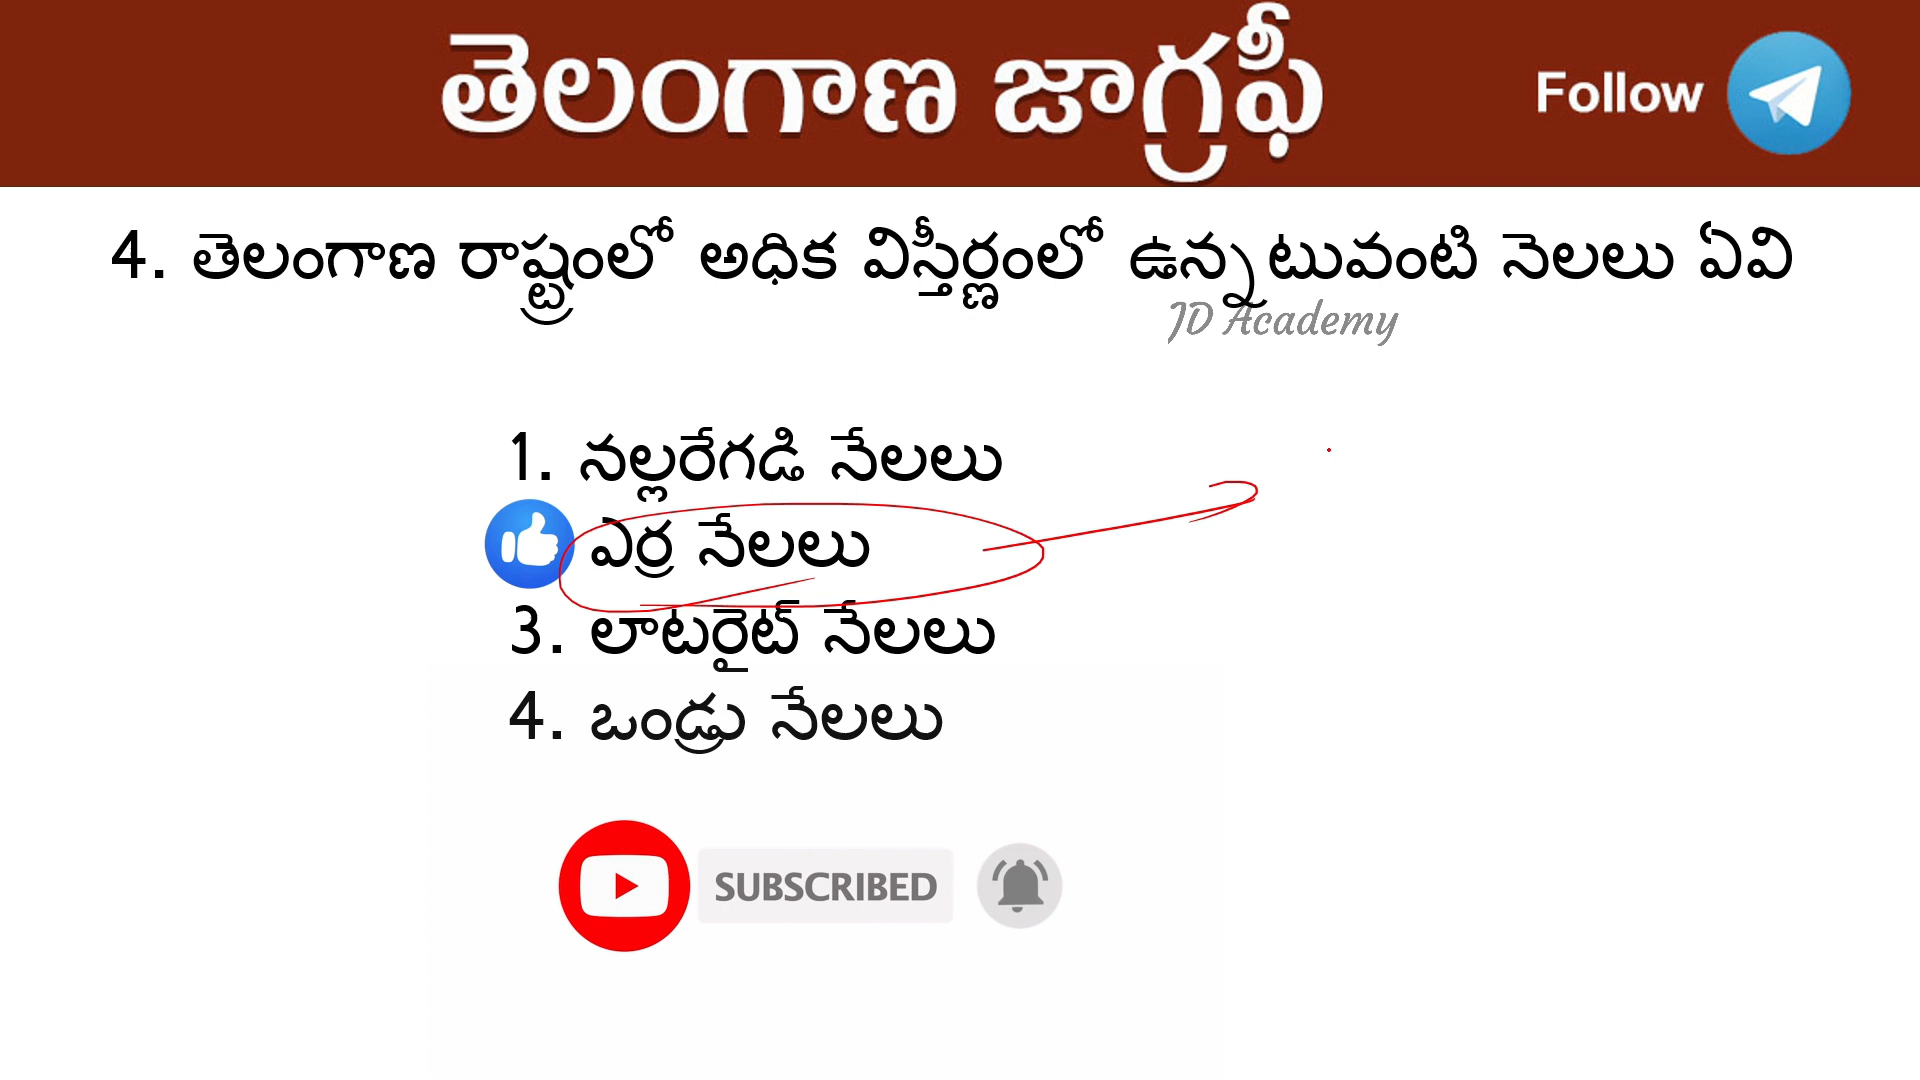 తెలంగాణ జాగ్రఫీ
Follow
4. తెలంగాణ రాష్ట్రంలో అధిక విస్తీర్ణంలో ఉన్నటువంటి నెలలు ఏవి
JD Academy
1. నల్లరేగడి నేలలు
ఎర్ర నేలలు
3. లాటరైట్ నేలలు
4. ఒండ్రు నేలలు
SUBSCRIBED